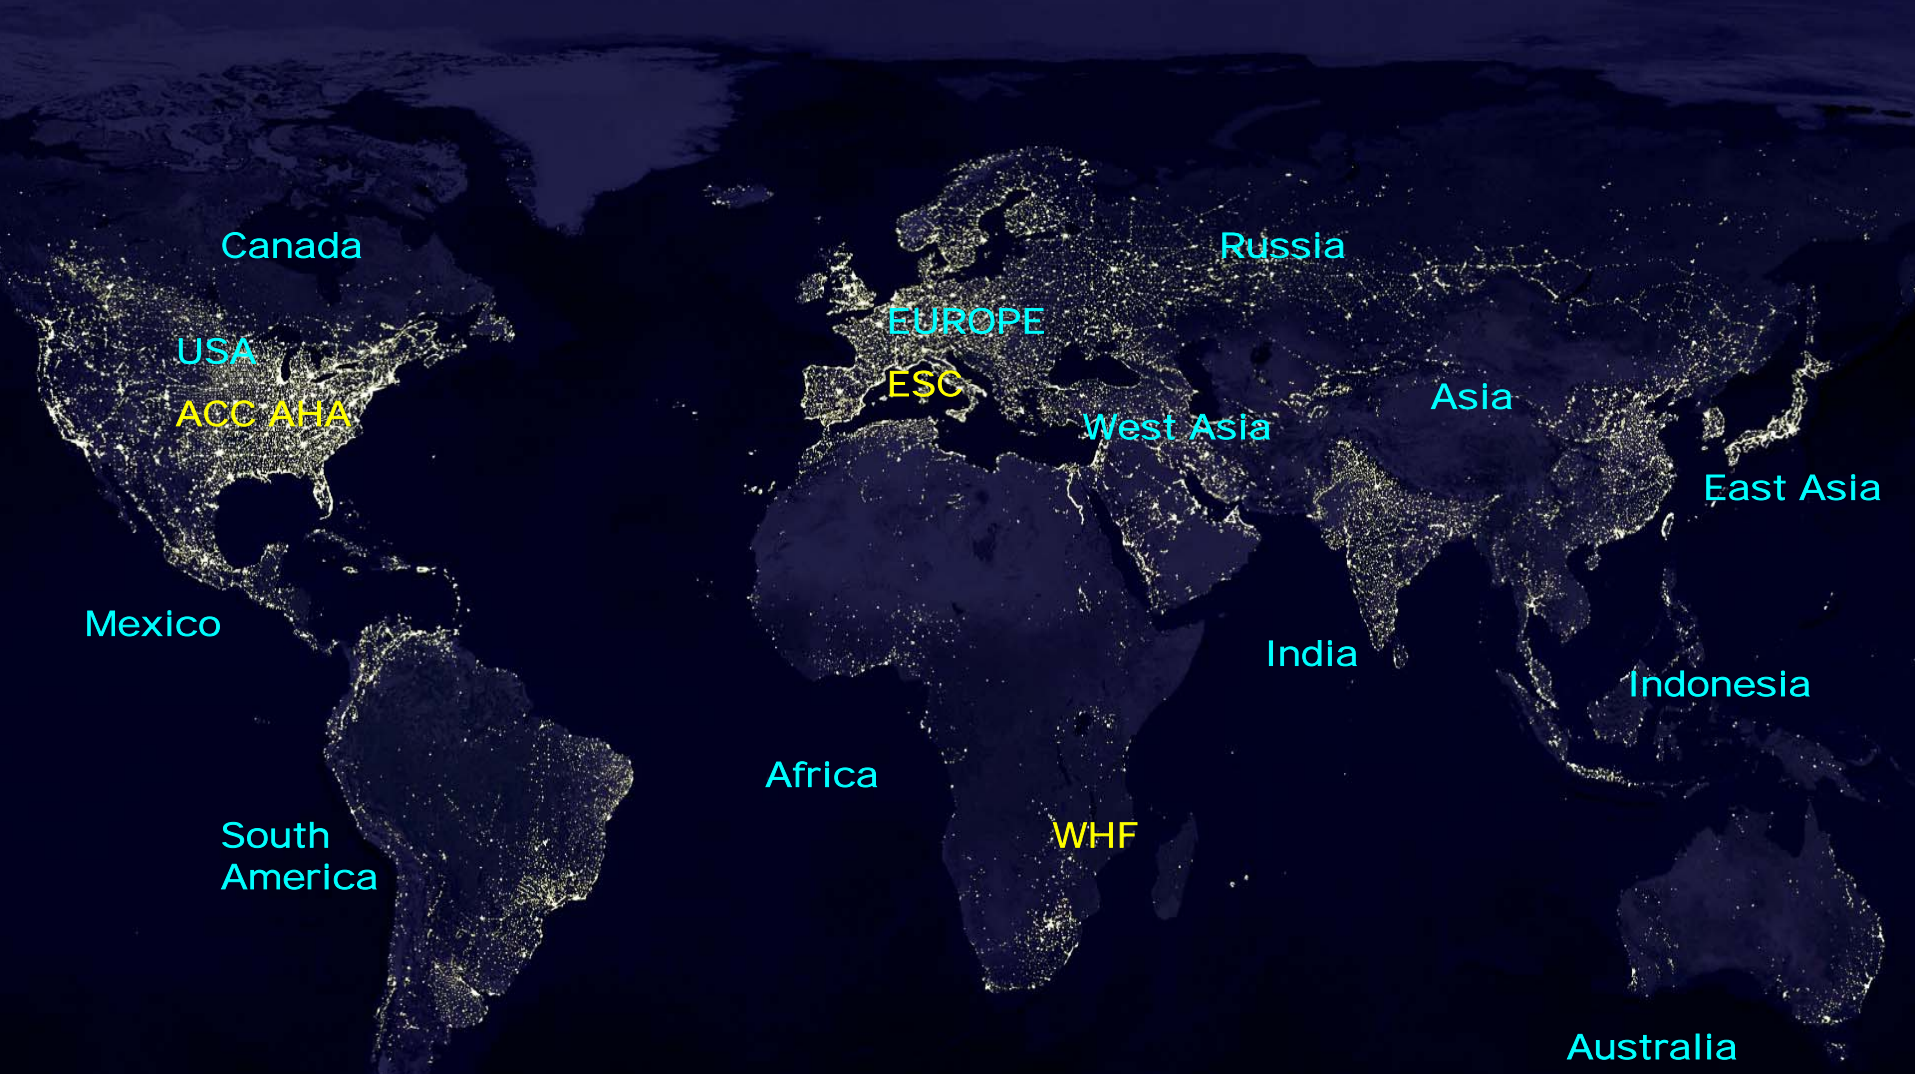 Canada
Russia
EUROPE
USA
ESC
Asia
ACC AHA
West Asia
East Asia
Mexico
India
Indonesia
Africa
South
America
WHF
Australia